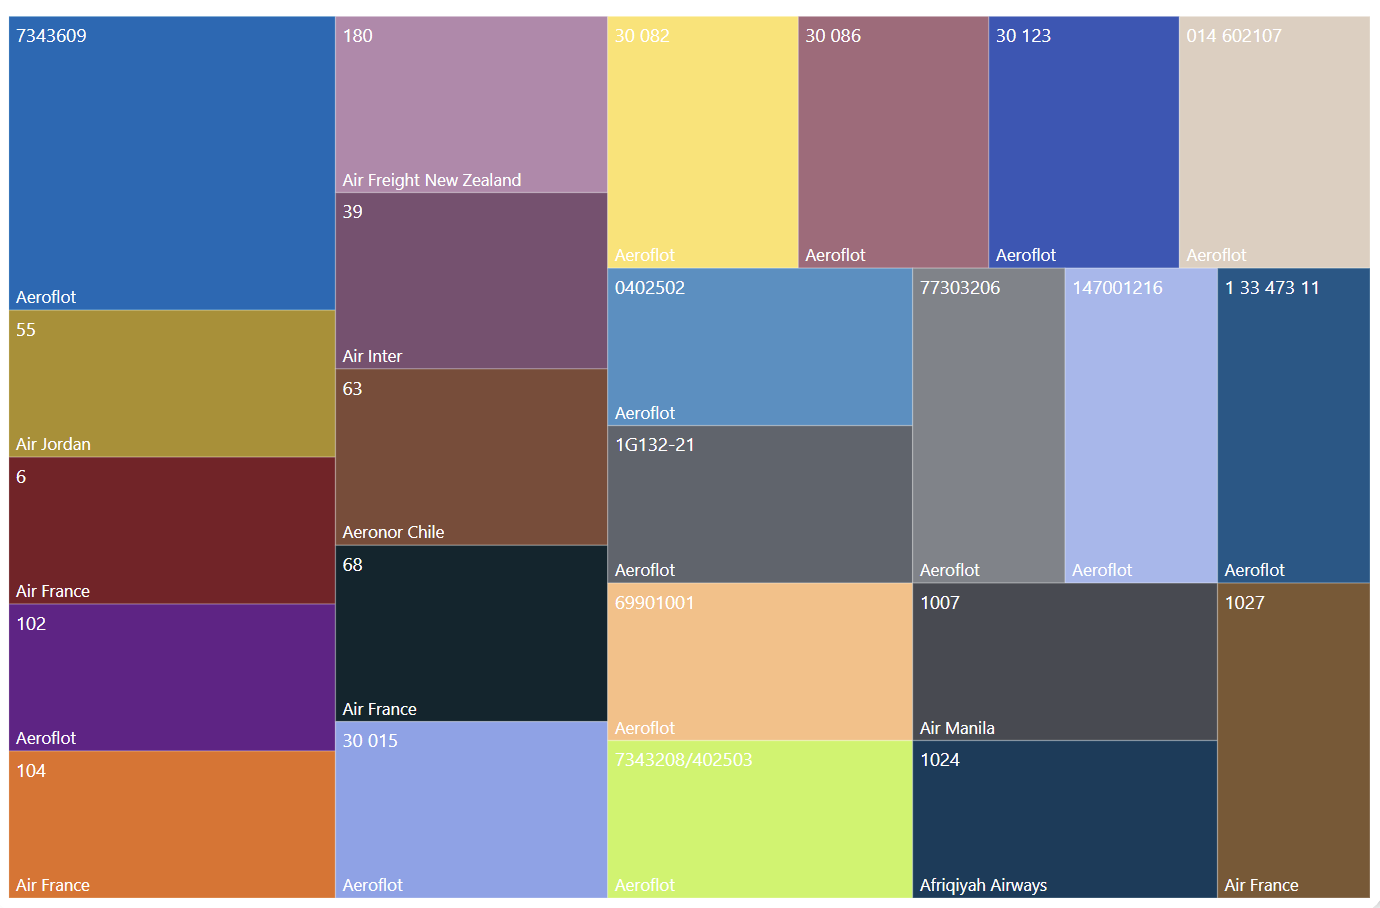 7343609
Aeroflot
55
Air Jordan
6
Air France
102
Aeroflot
104
Air France
180
Air Freight New Zealand
39
Air Inter
63
Aeronor Chile
68
Air France
30 015
Aeroflot
30 082
Aeroflot
30 086
Aeroflot
30 123
Aeroflot
014 602107
Aeroflot
0402502
Aeroflot
1G132-21
Aeroflot
77303206
Aeroflot
147001216
Aeroflot
1 33 473 11
Aeroflot
69901001
Aeroflot
7343208/402503
Aeroflot
1007
Air Manila
1024
Afriqiyah Airways
1027
Air France